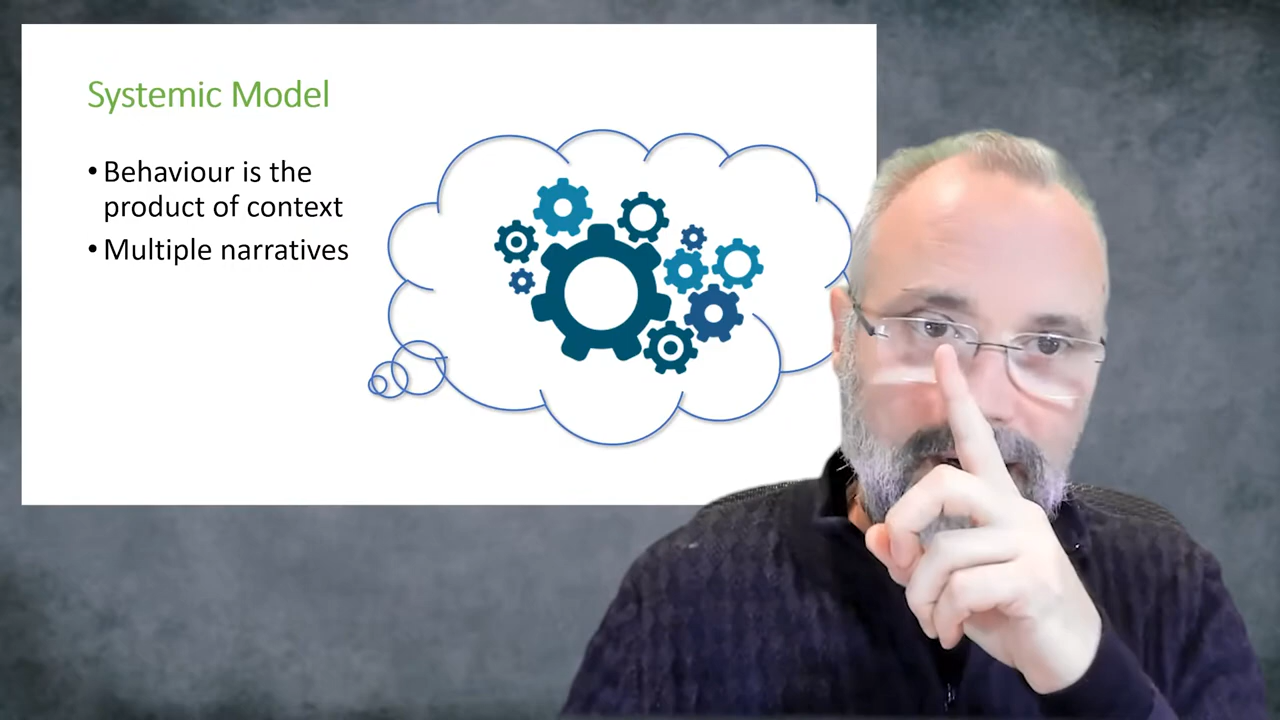 Systemic Model
• Behaviour is the
product of context
• Multiple narratives